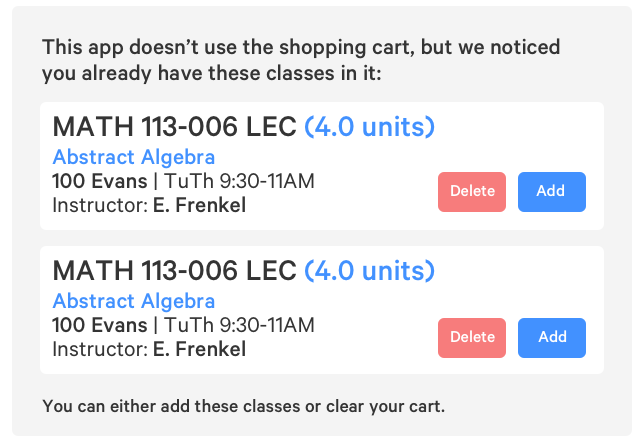 This app doesn’t use the shopping cart, but we noticed
you already have these classes in it:
MATH 113-006 LEC (4.0 units)
Abstract Algebra
100 Evans | TuTh 9:30-11AM
Instructor: E. Frenkel
Delete
Add
MATH 113-006 LEC (4.0 units)
Abstract Algebra
100 Evans | TuTh 9:30-11AM
Instructor: E. Frenkel
Delete
Add
You can either add these classes or clear your cart.